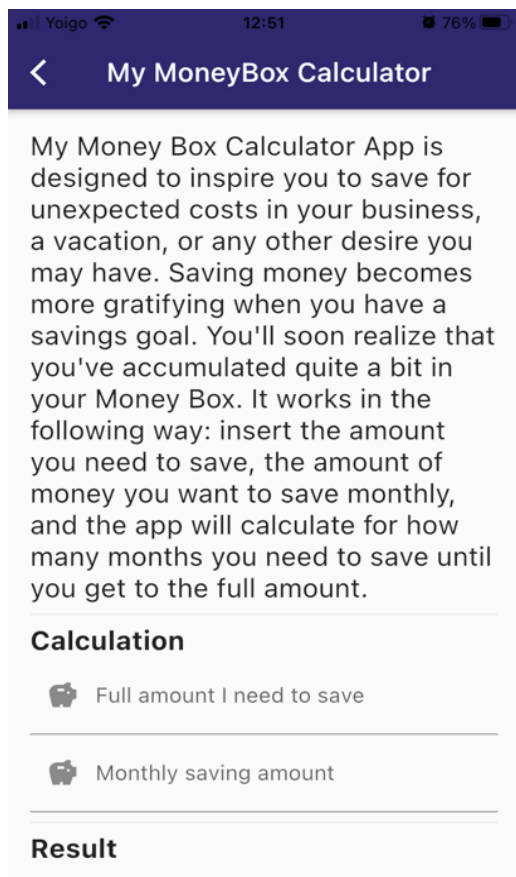 Yoigo 12:51 76%
My MoneyBox Calculator
My Money Box Calculator App is
designed to inspire you to save for
unexpected costs in your business,
a vacation, or any other desire you
may have. Saving money becomes
more gratifying when you have a
savings goal. You'll soon realize that
you've accumulated quite a bit in
your Money Box. It works in the
following way: insert the amount
you need to save, the amount of
money you want to save monthly,
and the app will calculate for how
many months you need to save until
you get to the full amount.
Calculation
Full amount I need to save
Monthly saving amount
Result